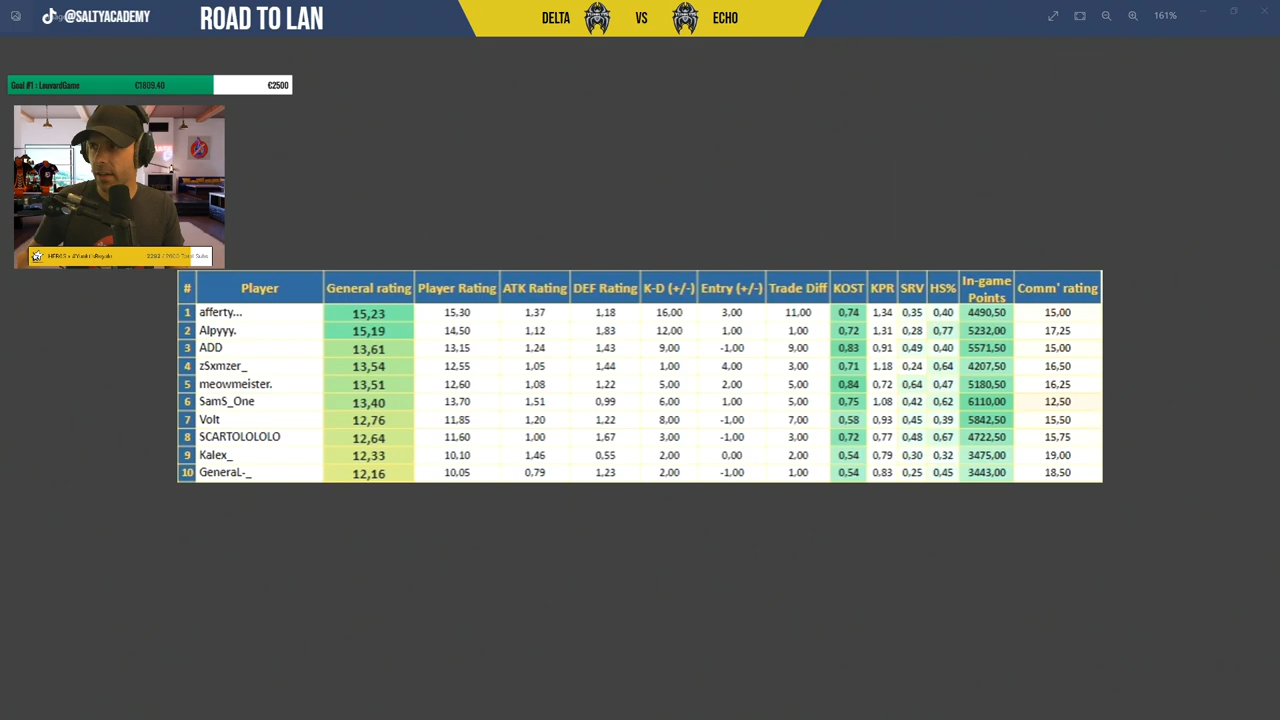 @SALTYACADEMY
ROAD TO LAN
DELTA VS ECHO
161%
Goal #1 : LouvardGame €1809.40 €2500
# Player General rating Player Rating ATK Rating DEF Rating K-D (+/-) Entry (+/-) Trade Diff KOST KPR SRV HS% In-game Points Comm' rating
1 afferty... 15,23 15.30 1,37 1,18 16,00 3,00 11,00 0,74 1,34 0,35 0,40 4490,50 15,00
2 Alpyyy. 15,19 14,50 1,12 1,83 12,00 1,00 1,00 0,72 1,31 0,28 0,77 5232,00 17,25
3 ADD 13,61 13,15 1,24 1,43 9,00 -1,00 9,00 0,83 0,91 0,49 0,40 5571,50 15,00
4 zSxmzer_ 13,54 12,55 1,05 1,44 1,00 4,00 3,00 0,71 1,18 0,24 0,64 4207,50 16,50
5 meowmeister. 13,51 12,60 1,08 1,22 5,00 2,00 5,00 0,84 0,72 0,64 0,47 5180,50 16,25
6 SamS_One 13,40 13,70 1,51 0,99 6,00 1,00 5,00 0,75 1,08 0,42 0,62 6110,00 12,50
7 Volt 12,76 11,85 1,20 1,22 8,00 -1,00 7,00 0,58 0,93 0,45 0,39 5842,50 15,50
8 SCARTOLOLOLO 12,64 11,60 1,00 1,67 3,00 -1,00 3,00 0,72 0,77 0,48 0,67 4722,50 15,75
9 Kalex_ 12,33 10,10 1,46 0,55 2,00 0,00 2,00 0,54 0,79 0,30 0,32 3475,00 19,00
10 GeneraL-_ 12,16 10,05 0,79 1,23 2,00 -1,00 1,00 0,54 0,83 0,25 0,45 3443,00 18,50